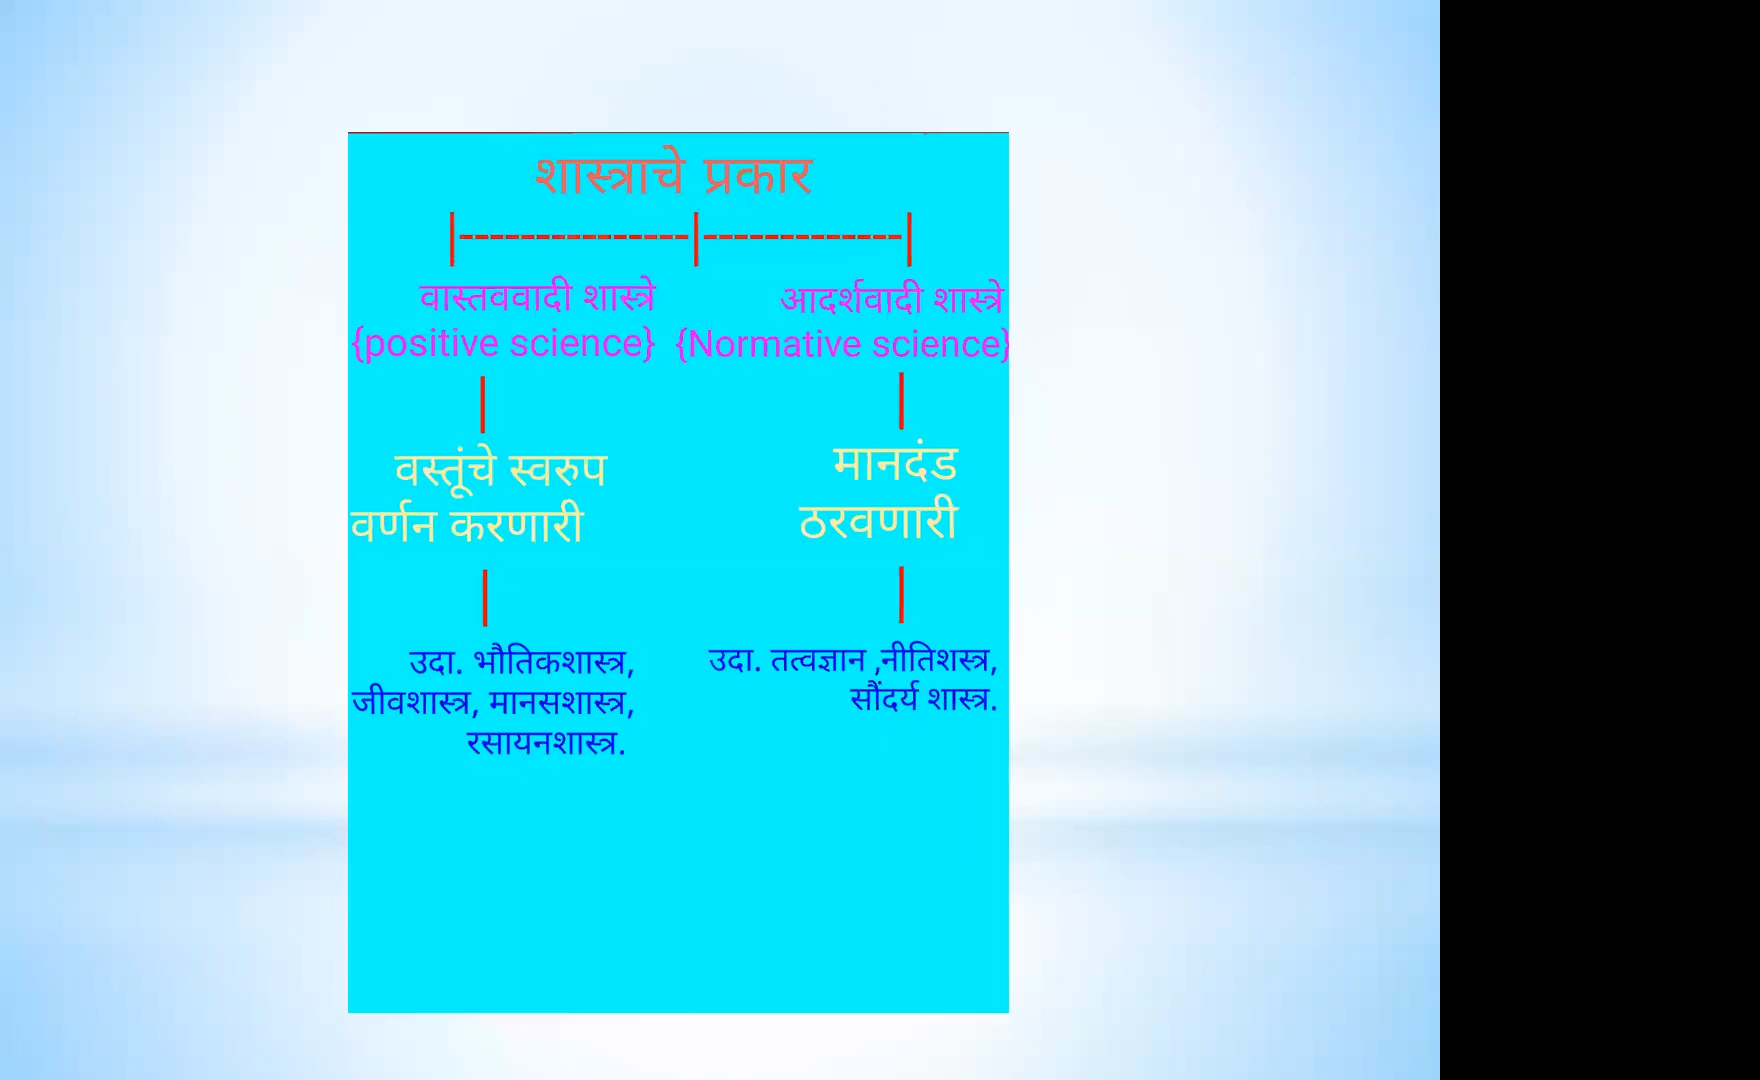 शास्त्राचे प्रकार
वास्तववादी शास्त्रे
{positive science}
आदर्शवादी शास्त्रे
{Normative science}
वस्तूंचे स्वरुप
वर्णन करणारी
मानदंड
ठरवणारी
उदा. भौतिकशास्त्र,
जीवशास्त्र, मानसशास्त्र,
रसायनशास्त्र.
उदा. तत्वज्ञान ,नीतिशस्त्र,
सौंदर्य शास्त्र.